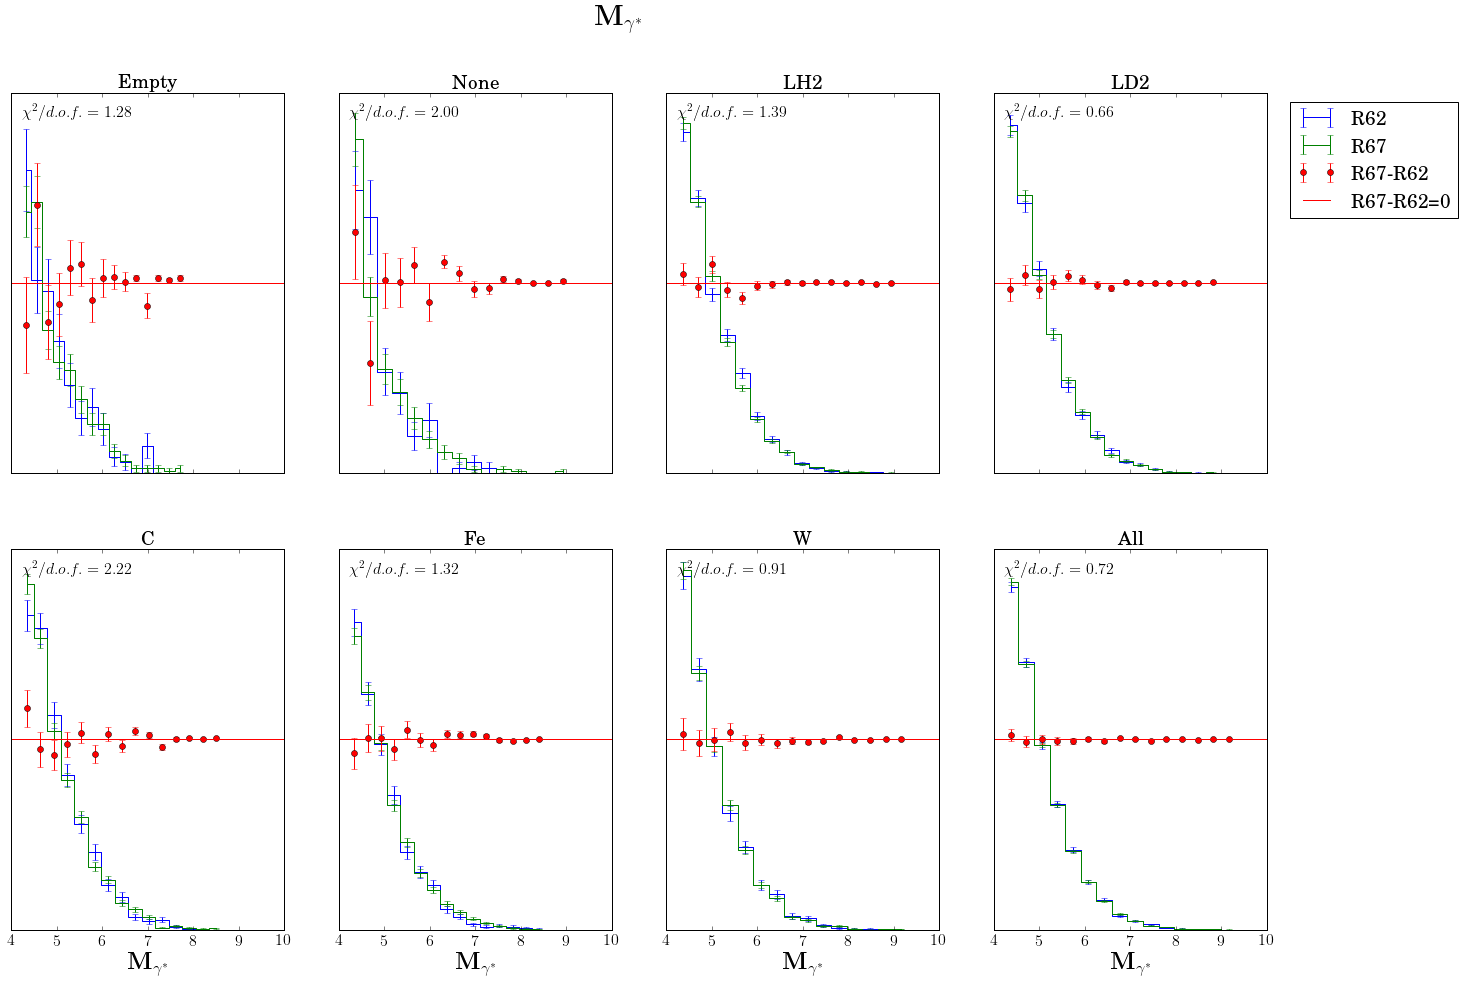 M_γ*
Empty
None
LH2
LD2
χ²/d.o.f. = 1.28
χ²/d.o.f. = 2.00
χ²/d.o.f. = 1.39
χ²/d.o.f. = 0.66
R62
R67
R67-R62
R67-R62=0
C
Fe
W
All
χ²/d.o.f. = 2.22
χ²/d.o.f. = 1.32
χ²/d.o.f. = 0.91
χ²/d.o.f. = 0.72
4 5 6 7 8 9 10
4 5 6 7 8 9 10
4 5 6 7 8 9 10
4 5 6 7 8 9 10
M_γ*
M_γ*
M_γ*
M_γ*